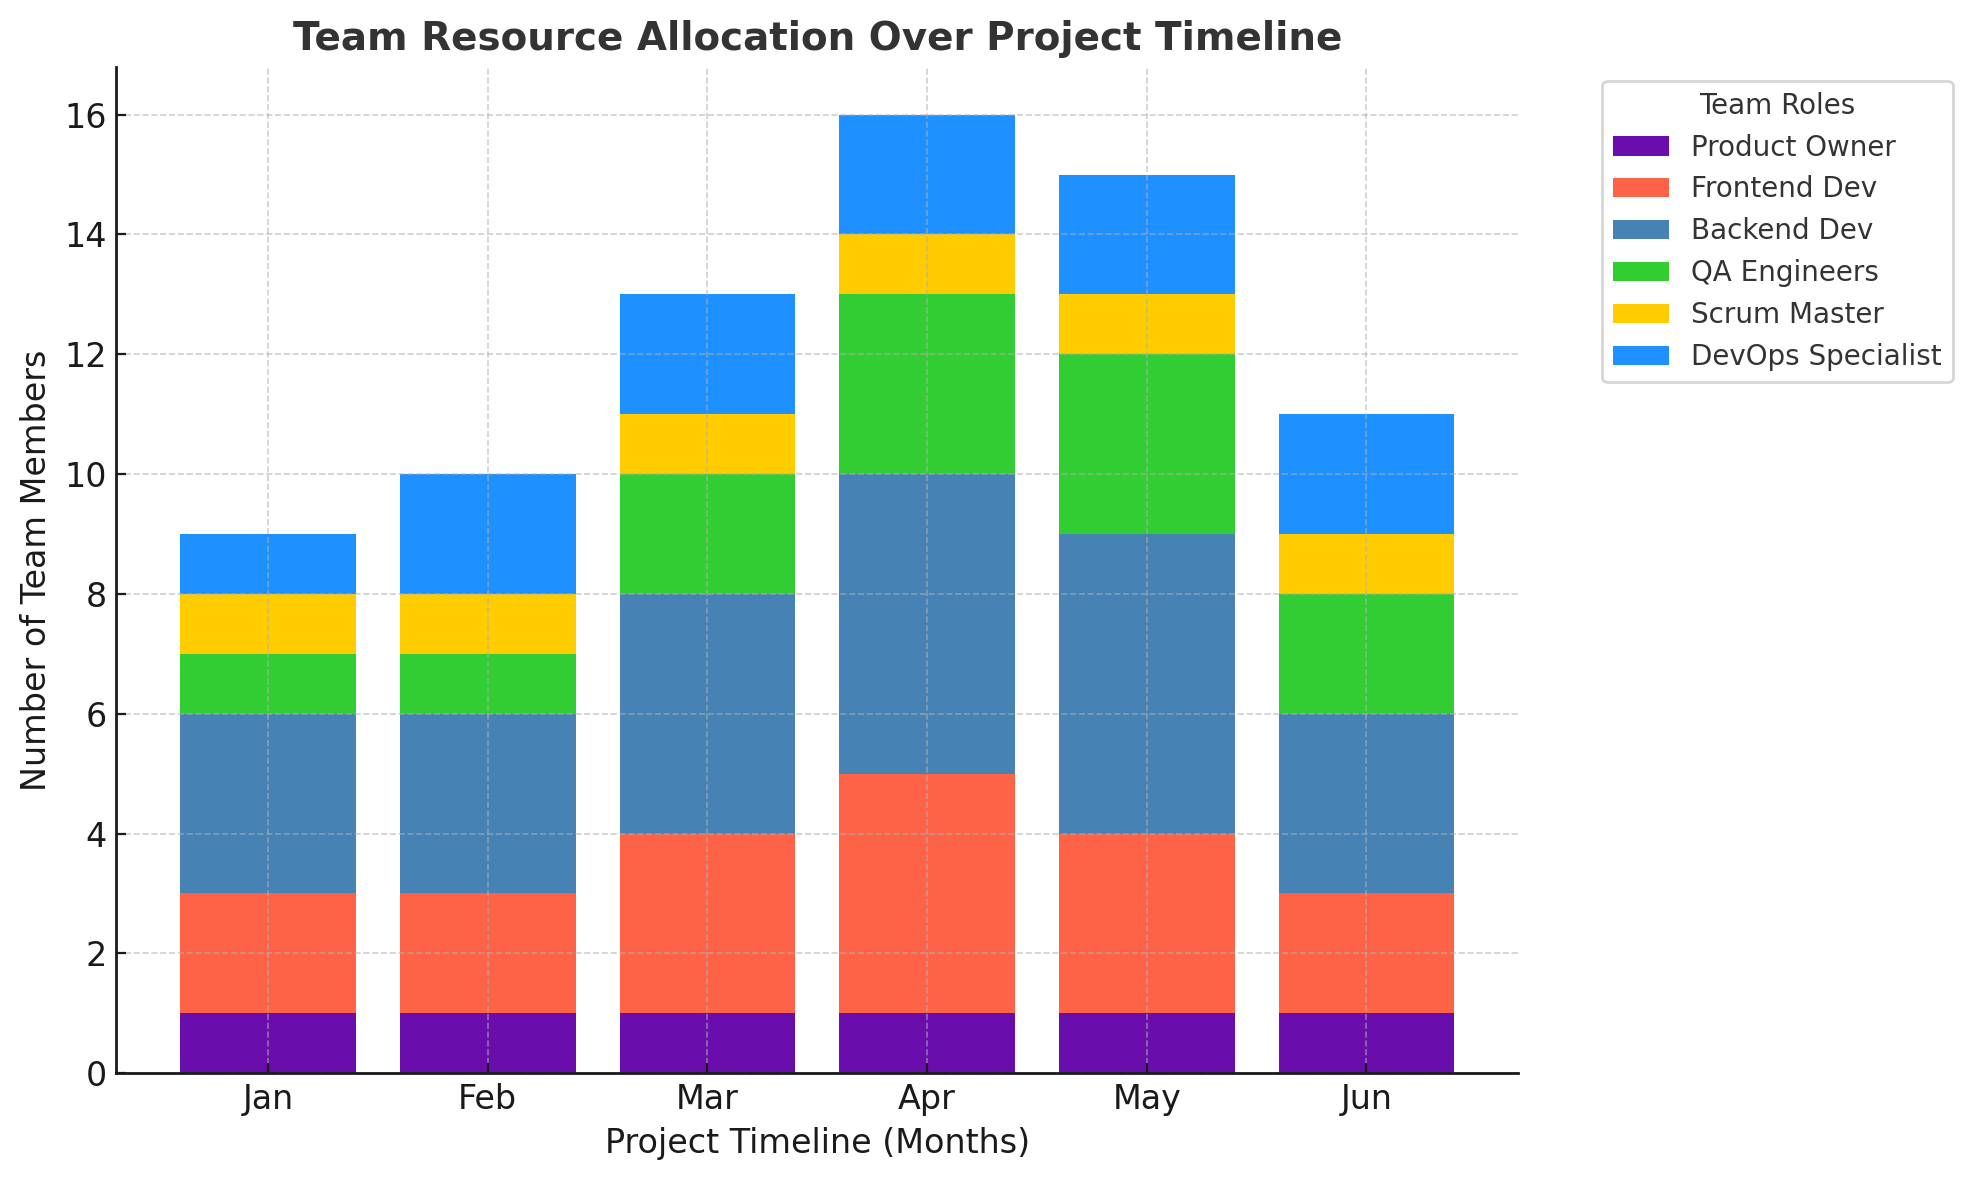 Team Resource Allocation Over Project Timeline
Number of Team Members
16
14
12
10
8
6
4
2
0
Jan Feb Mar Apr May Jun
Project Timeline (Months)
Team Roles
Product Owner
Frontend Dev
Backend Dev
QA Engineers
Scrum Master
DevOps Specialist